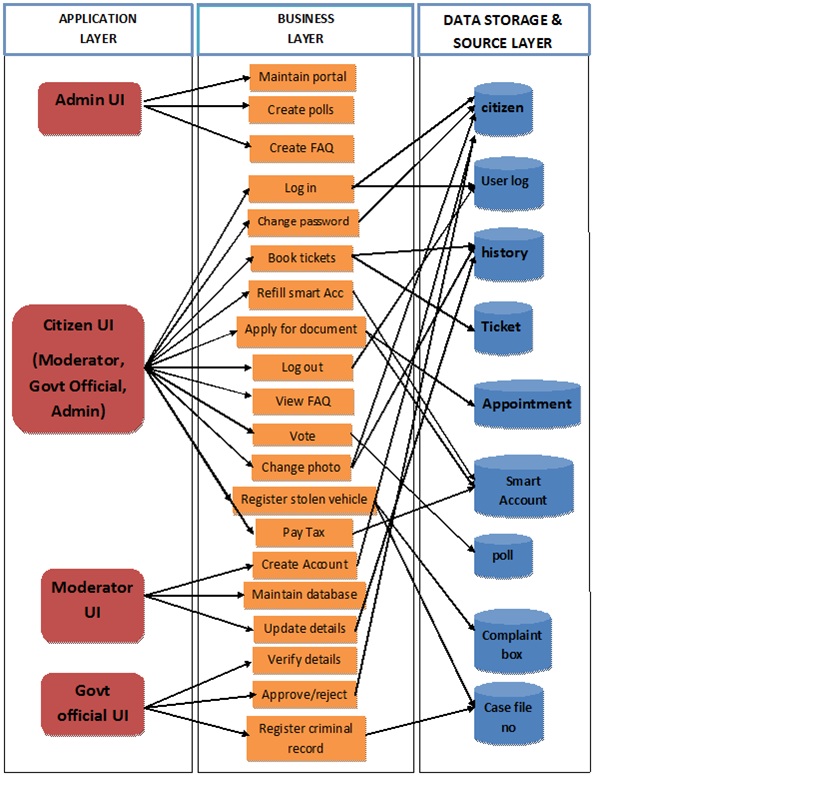 APPLICATION
LAYER
BUSINESS
LAYER
DATA STORAGE &
SOURCE LAYER
Admin UI
Citizen UI
(Moderator,
Govt Official,
Admin)
Moderator
UI
Govt
official UI
Maintain portal
Create polls
Create FAQ
Log in
Change password
Book tickets
Refill smart Acc
Apply for document
Log out
View FAQ
Vote
Change photo
Register stolen vehicle
Pay Tax
Create Account
Maintain database
Update details
Verify details
Approve/reject
Register criminal
record
citizen
User log
history
Ticket
Appointment
Smart
Account
poll
Complaint
box
Case file
no